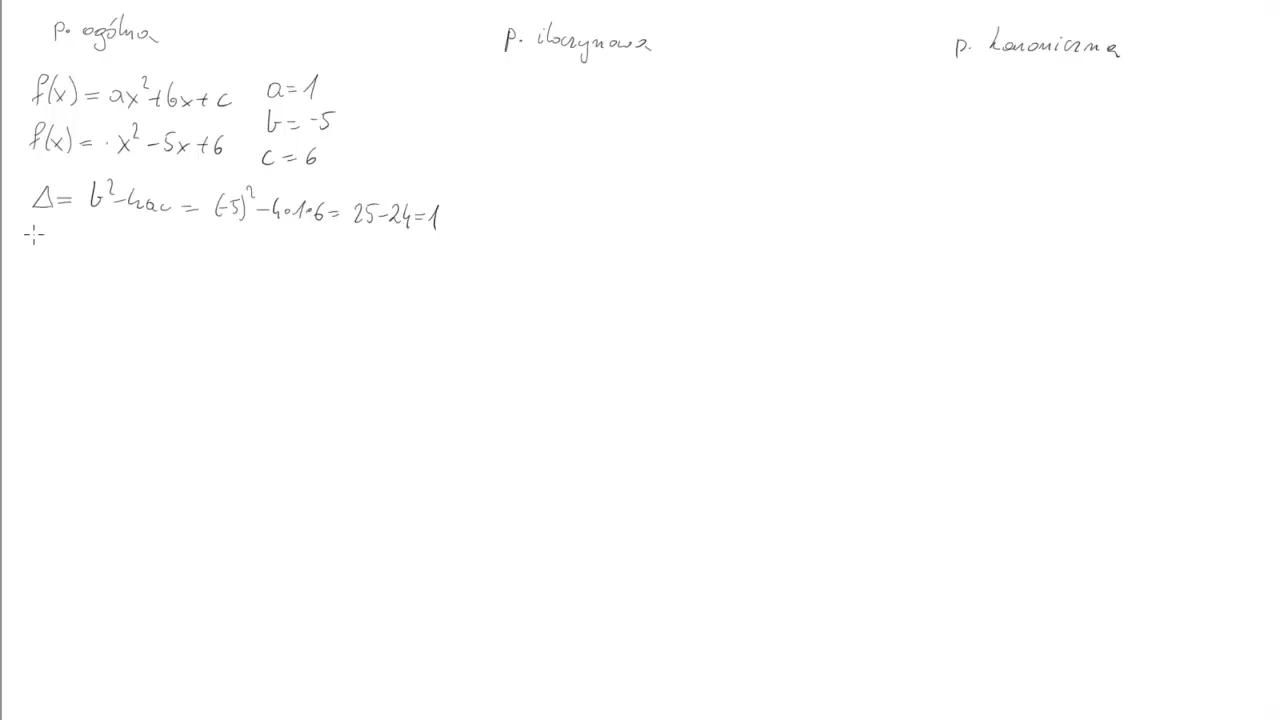 p. ogólna
p. iloczynowa
p. kanoniczna
f(x) = ax²+bx+c
a=1
b=-5
f(x) = · x² - 5x + 6
c = 6
Δ = b²-4ac = (-5)² - 4·1·6 = 25-24=1